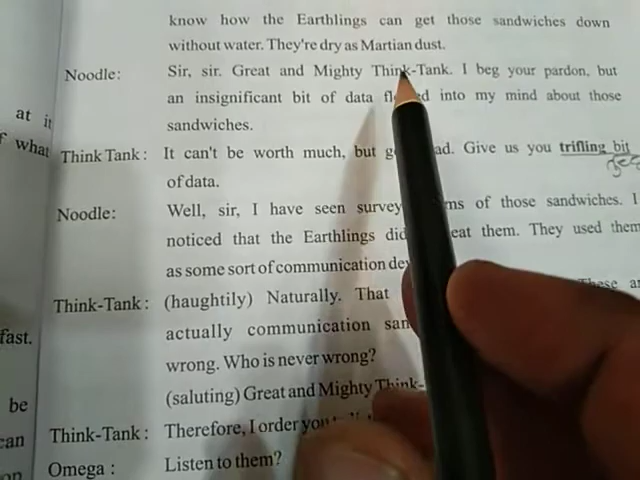 know how the Earthlings can get those sandwiches down
without water. They're dry as Martian dust.
Noodle: Sir, sir. Great and Mighty Think-Tank. I beg your pardon, but
an insignificant bit of data into my mind about those
sandwiches.
at it
what
Think Tank: It can't be worth much, but Give us you trifling bit
of data.
Noodle: Well, sir, I have seen survey of those sandwiches. I
noticed that the Earthlings eat them. They used them
as some sort of communication
Think-Tank: (haughtily) Naturally. That
actually communication
fast.
wrong. Who is never wrong?
(saluting) Great and Mighty Think-
be
can
Think-Tank: Therefore, I order you
on
Omega: Listen to them?